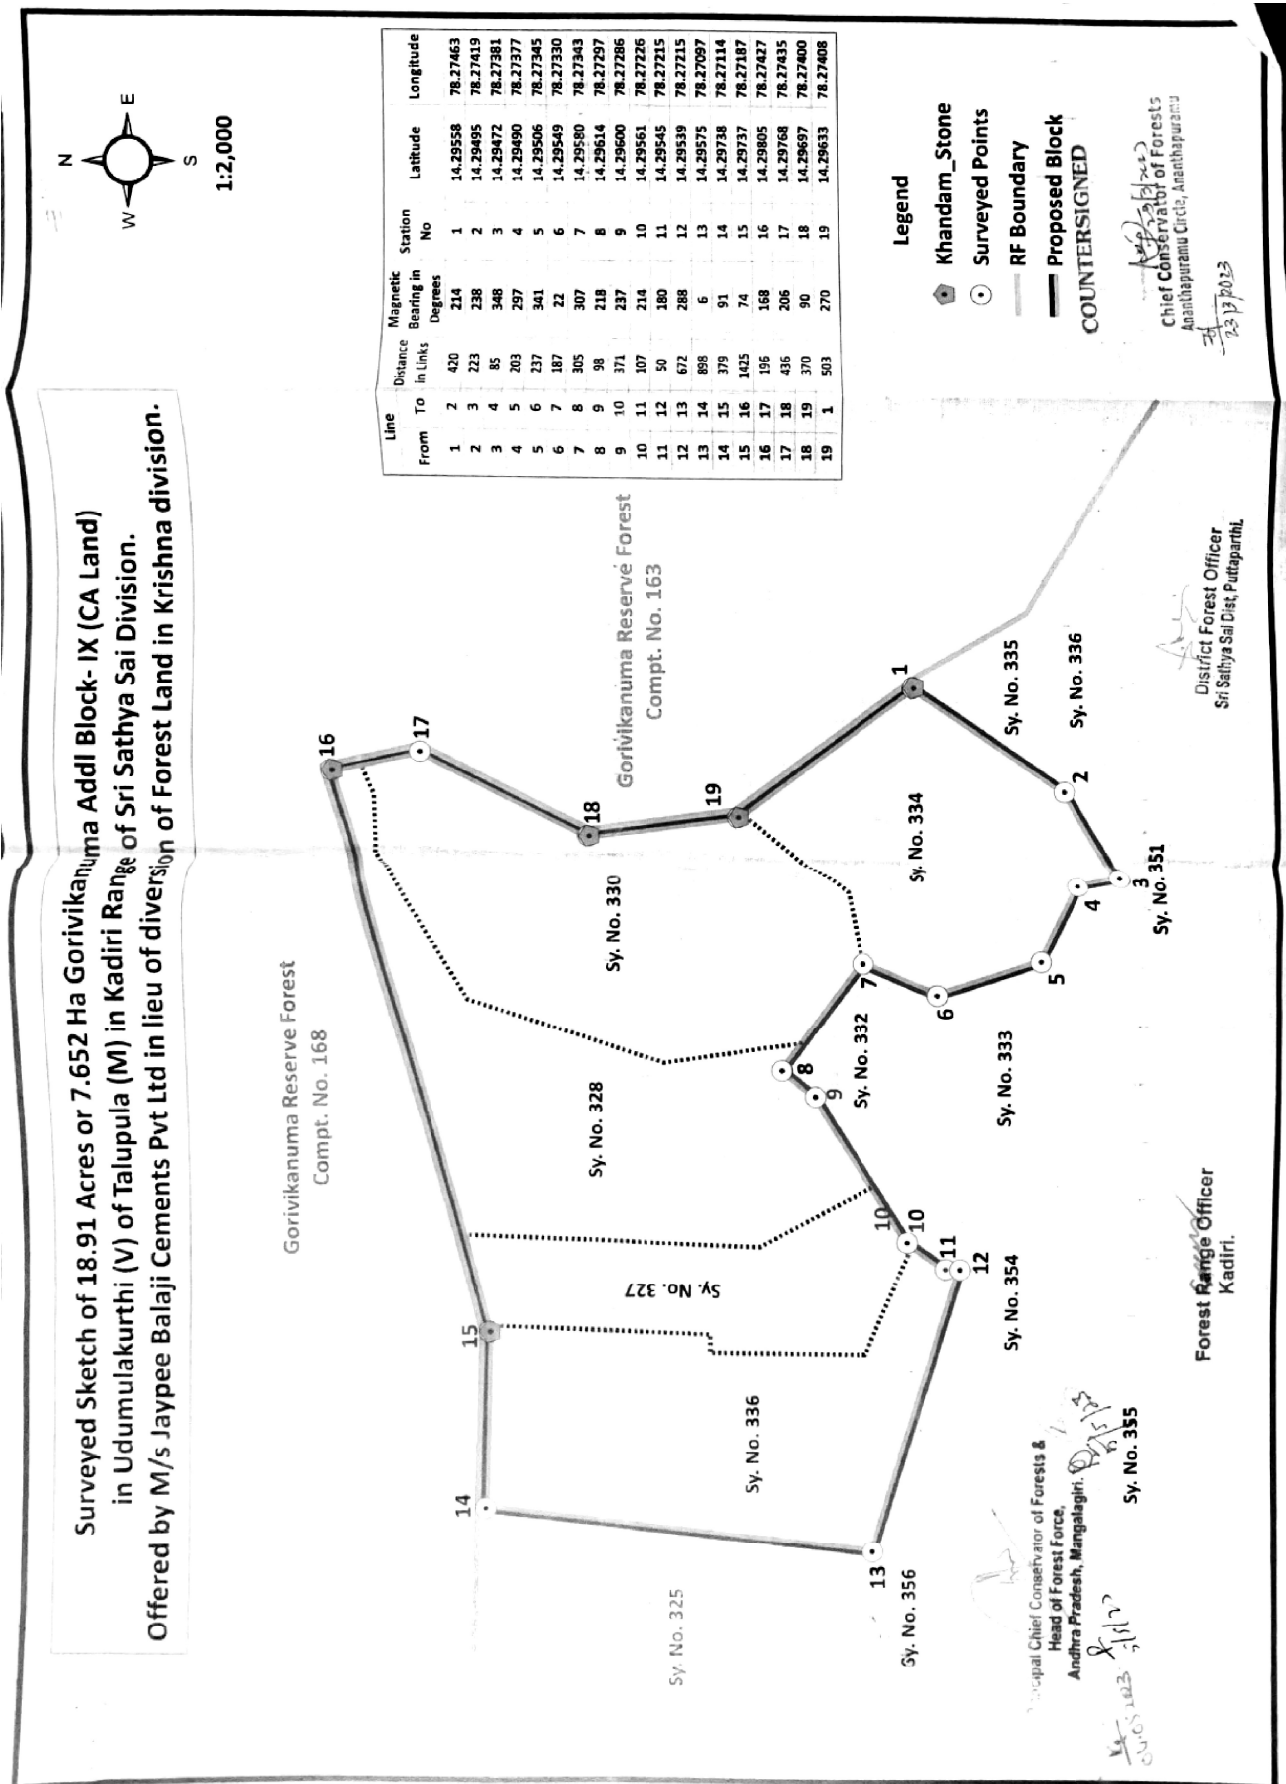 Surveyed Sketch of 18.91 Acres or 7.652 Ha Gorivikanuma Addl Block- IX (CA Land)
in Udumulakurthi (V) of Talupula (M) in Kadiri Range of Sri Sathya Sai Division.
Offered by M/s Jaypee Balaji Cements Pvt Ltd in lieu of diversion of Forest Land in Krishna division.
N
W E
S
1:2,000
Line Distance in Links Magnetic Bearing in Degrees Station No Latitude Longitude
From To
1 2 420 214 1 14.29558 78.27463
2 3 223 238 2 14.29495 78.27419
3 4 85 348 3 14.29472 78.27381
4 5 203 297 4 14.29490 78.27377
5 6 237 341 5 14.29506 78.27345
6 7 187 22 6 14.29549 78.27330
7 8 305 307 7 14.29580 78.27343
8 9 98 218 8 14.29614 78.27297
9 10 371 237 9 14.29600 78.27286
10 11 107 214 10 14.29561 78.27226
11 12 50 180 11 14.29545 78.27215
12 13 672 288 12 14.29539 78.27215
13 14 898 6 13 14.29575 78.27097
14 15 379 91 14 14.29738 78.27114
15 16 1425 74 15 14.29737 78.27187
16 17 196 168 16 14.29805 78.27427
17 18 436 206 17 14.29768 78.27435
18 19 370 90 18 14.29697 78.27400
19 1 503 270 19 14.29633 78.27408
Gorivikanuma Reserve Forest
Compt. No. 168
Gorivikanuma Reserve Forest
Compt. No. 163
16
17
15
14
18
19
1
Sy. No. 330
Sy. No. 328
Sy. No. 327
Sy. No. 336
Sy. No. 325
Sy. No. 334
Sy. No. 335
Sy. No. 336
7
8
9
Sy. No. 332
6
5
4
3
2
Sy. No. 351
Sy. No. 333
10
10
11
12
Sy. No. 354
13
Sy. No. 356
Sy. No. 355
Legend
Khandam_Stone
Surveyed Points
RF Boundary
Proposed Block
COUNTERSIGNED
Chief Conservator of Forests
Ananthapuramu Circle, Ananthapuramu
23/3/2023
District Forest Officer
Sri Sathya Sai Dist, Puttaparthi.
Forest Range Officer
Kadiri.
Chief Conservator of Forests &
Head of Forest Force,
Andhra Pradesh, Mangalagiri.